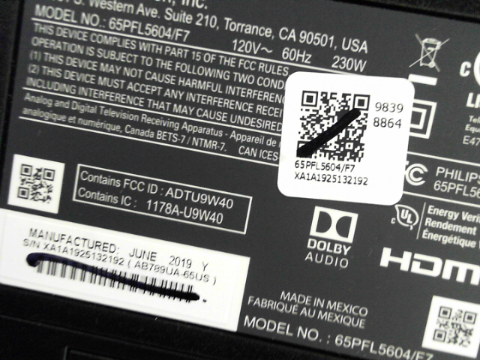 S, Western Ave., Suite 210, Torrance, CA 90501, USA
MODEL NO.: 65PFL5604/F7
120V~ 60Hz 230W
THIS DEVICE COMPLIES WITH PART 15 OF THE FCC RULES
OPERATION IS SUBJECT TO THE FOLLOWING TWO
(1) THIS DEVICE MAY NOT CAUSE HARMFUL
(2) THIS DEVICE MUST ACCEPT ANY INTERFERENCE
INCLUDING INTERFERENCE THAT MAY CAUSE UNDESIRED
Analog and Digital Television Receiving Apparatus - Appareil de
analogique et numérique, Canada BETS-7 / NTMR-7. CAN ICES
9839
8864
65PFL5604/F7
XA1A1925132192
Contains FCC ID : ADTU9W40
Contains IC : 1178A-U9W40
PHILIPS
65PFL56
MANUFACTURED: JUNE 2019 Y
S/N XA1A1925132192 ( AB789UA-65US )
DOLBY
AUDIO
UL
Energy
Rendement
Énergétique
HDMI
MADE IN MEXICO
FABRIQUÉ AU MEXIQUE
MODEL NO. : 65PFL5604/F7